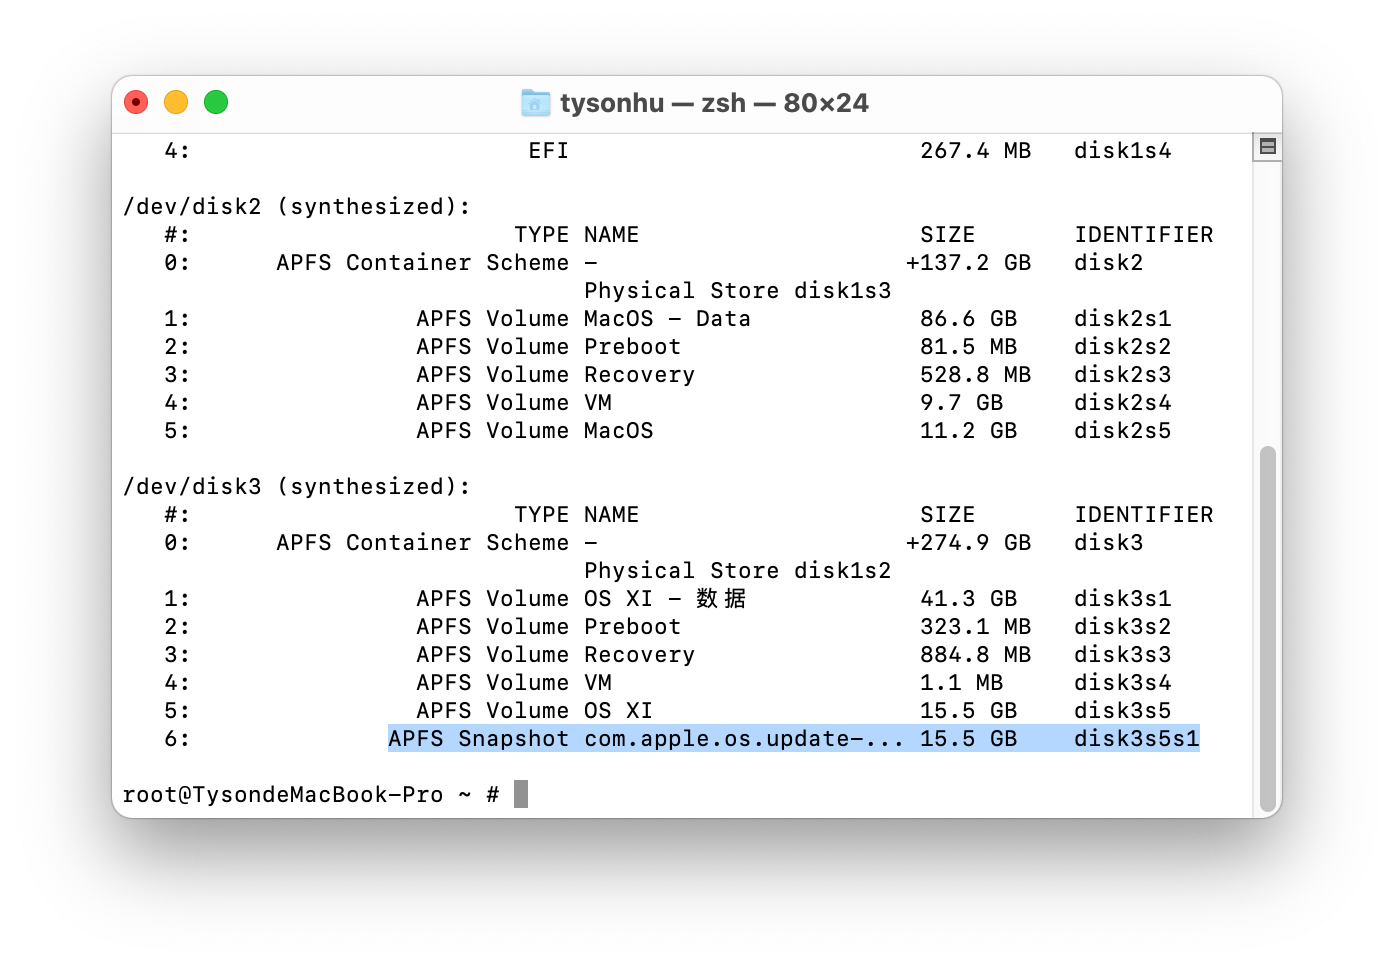 tysonhu — zsh — 80×24
4: EFI 267.4 MB disk1s4
/dev/disk2 (synthesized):
#: TYPE NAME SIZE IDENTIFIER
0: APFS Container Scheme - +137.2 GB disk2
Physical Store disk1s3
1: APFS Volume MacOS - Data 86.6 GB disk2s1
2: APFS Volume Preboot 81.5 MB disk2s2
3: APFS Volume Recovery 528.8 MB disk2s3
4: APFS Volume VM 9.7 GB disk2s4
5: APFS Volume MacOS 11.2 GB disk2s5
/dev/disk3 (synthesized):
#: TYPE NAME SIZE IDENTIFIER
0: APFS Container Scheme - +274.9 GB disk3
Physical Store disk1s2
1: APFS Volume OS XI - 数据 41.3 GB disk3s1
2: APFS Volume Preboot 323.1 MB disk3s2
3: APFS Volume Recovery 884.8 MB disk3s3
4: APFS Volume VM 1.1 MB disk3s4
5: APFS Volume OS XI 15.5 GB disk3s5
6: APFS Snapshot com.apple.os.update-... 15.5 GB disk3s5s1
root@TysondeMacBook-Pro ~ #